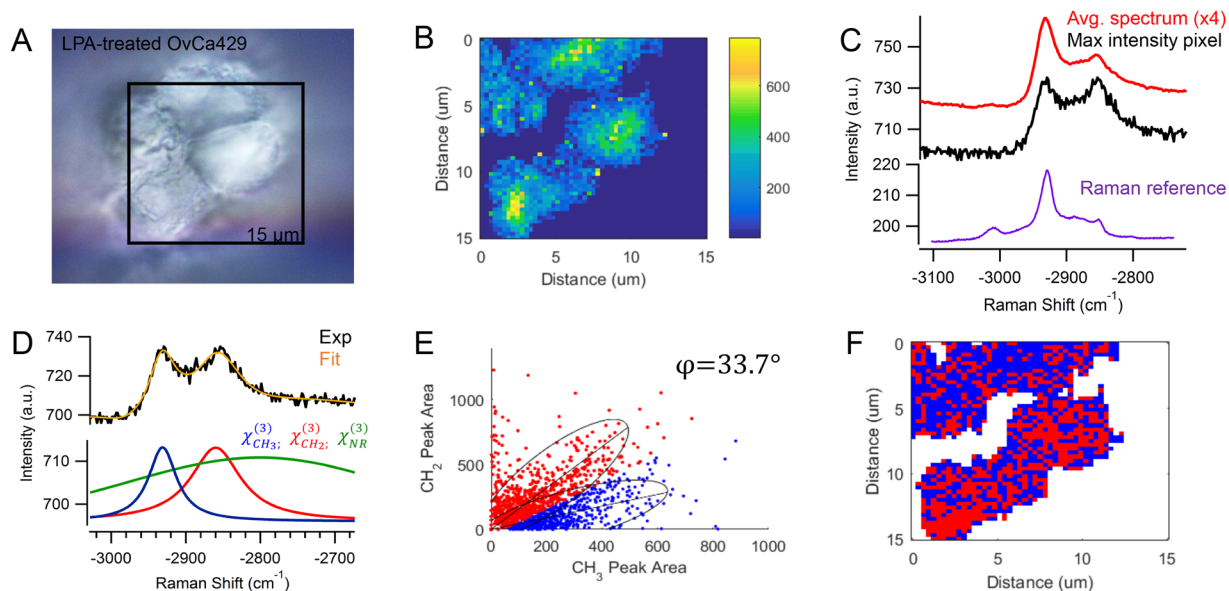 A
LPA-treated OvCa429
15 μm
B
0
5
10
15
Distance (um)
0
5
10
15
Distance (um)
600
400
200
C
Avg. spectrum (x4)
Max intensity pixel
Raman reference
750
730
710
220
210
200
Intensity (a.u.)
-3100
-3000
-2900
-2800
Raman Shift (cm⁻¹)
D
Exp
Fit
740
720
700
710
700
Intensity (a.u.)
χ⁽³⁾CH₃; χ⁽³⁾CH₂; χ⁽³⁾NR
-3000
-2900
-2800
-2700
Raman Shift (cm⁻¹)
E
φ=33.7°
1000
500
0
CH₂ Peak Area
0
200
400
600
800
1000
CH₃ Peak Area
F
0
5
10
15
Distance (um)
0
5
10
15
Distance (um)